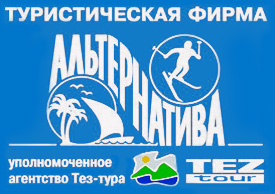 ТУРИСТИЧЕСКАЯ ФИРМА
АЛЬТЕРНАТИВА
уполномоченное
агентство Тез-тура
TEZ
tour